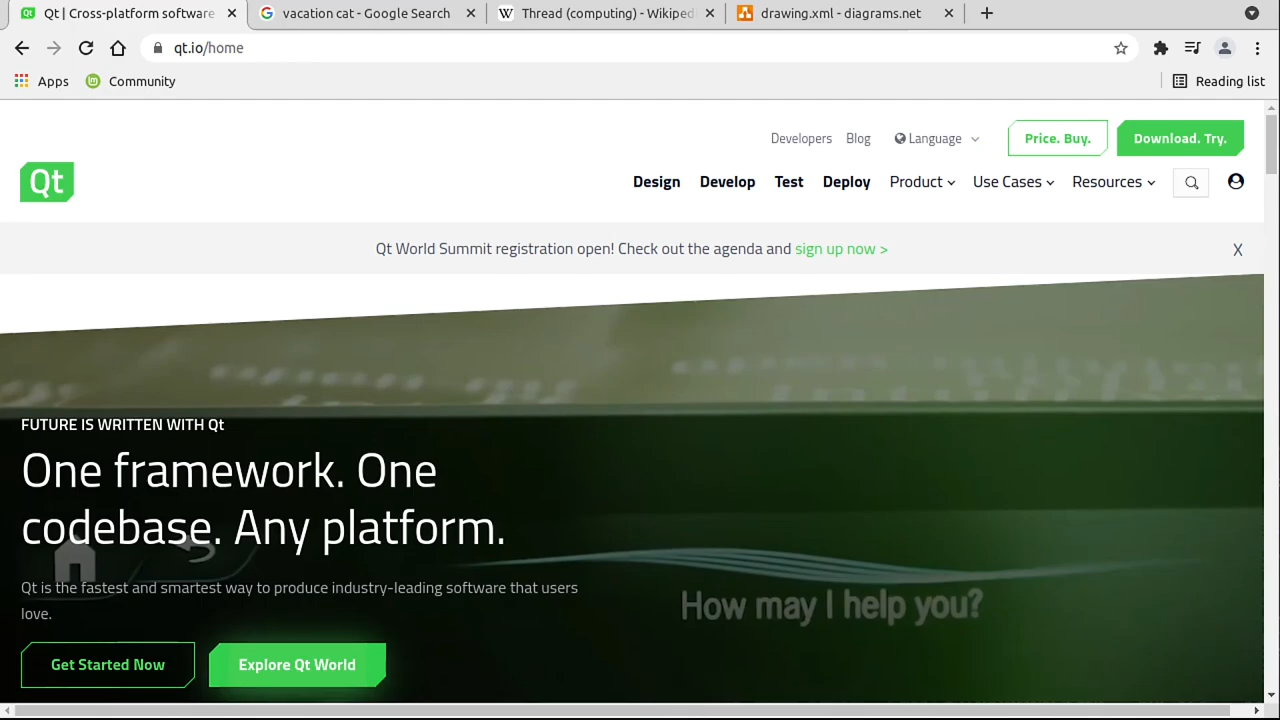 Qt | Cross-platform software
vacation cat - Google Search
Thread (computing) - Wikiped
drawing.xml - diagrams.net
qt.io/home
Apps
Community
Reading list
Developers
Blog
Language
Price. Buy.
Download. Try.
Qt
Design
Develop
Test
Deploy
Product
Use Cases
Resources
Qt World Summit registration open! Check out the agenda and sign up now >
X
FUTURE IS WRITTEN WITH Qt
One framework. One
codebase. Any platform.
Qt is the fastest and smartest way to produce industry-leading software that users
love.
How may I help you?
Get Started Now
Explore Qt World